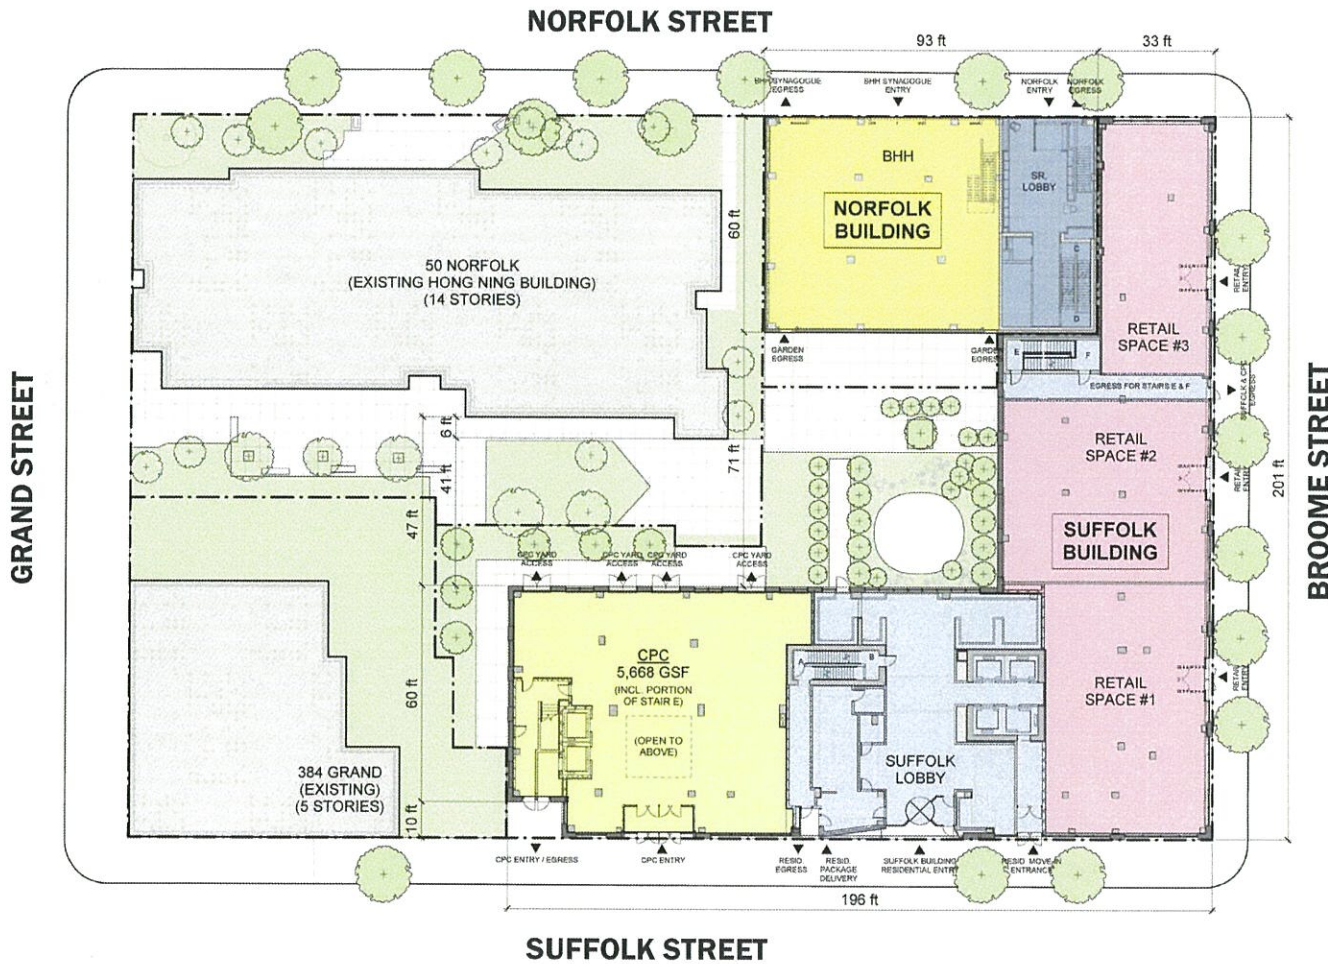 NORFOLK STREET
93 ft
33 ft
BHH SYNAGOGUE
EGRESS
BHH SYNAGOGUE
ENTRY
NORFOLK
ENTRY
NORFOLK
EGRESS
BHH
NORFOLK
BUILDING
SR.
LOBBY
60 ft
50 NORFOLK
(EXISTING HONG NING BUILDING)
(14 STORIES)
RETAIL
ENTRY
RETAIL
SPACE #3
GARDEN
EGRESS
GARDEN
EGRESS
E
F
EGRESS FOR STAIRS E & F
SUFFOLK & CPC
EGRESS
GRAND STREET
BROOME STREET
6 ft
41 ft
71 ft
47 ft
RETAIL
SPACE #2
RETAIL
ENTRY
201 ft
SUFFOLK
BUILDING
CPC YARD
ACCESS
CPC YARD
ACCESS
CPC YARD
ACCESS
CPC YARD
ACCESS
CPC
5,668 GSF
(INCL. PORTION
OF STAIR E)
(OPEN TO
ABOVE)
A
B
60 ft
RETAIL
SPACE #1
RETAIL
ENTRY
SUFFOLK
LOBBY
384 GRAND
(EXISTING)
(5 STORIES)
10 ft
CPC ENTRY / EGRESS
CPC ENTRY
RESID.
EGRESS
RESID.
PACKAGE
DELIVERY
SUFFOLK BUILDING
RESIDENTIAL ENTRY
RESID. MOVE-IN
ENTRANCE
196 ft
SUFFOLK STREET